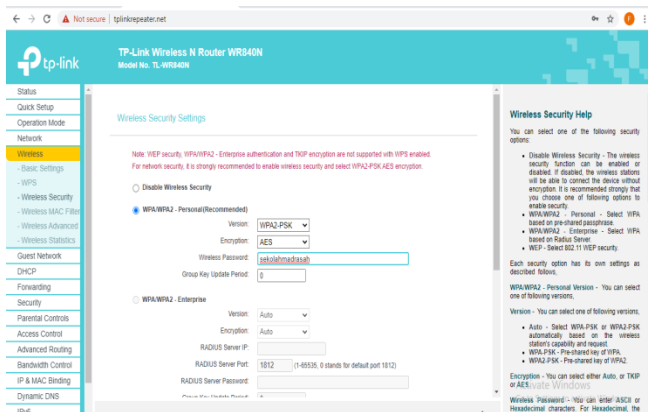 Not secure | tplinkrepeater.net
tp-link
TP-Link Wireless N Router WR840N
Model No. TL-WR840N
Status
Quick Setup
Operation Mode
Network
Wireless
- Basic Settings
- WPS
- Wireless Security
- Wireless MAC Filter
- Wireless Advanced
- Wireless Statistics
Guest Network
DHCP
Forwarding
Security
Parental Controls
Access Control
Advanced Routing
Bandwidth Control
IP & MAC Binding
Dynamic DNS
IPv6
Wireless Security Settings
Note: WEP security, WPA/WPA2 - Enterprise authentication and TKIP encryption are not supported with WPS enabled.
For network security, it is strongly recommended to enable wireless security and select WPA2-PSK AES encryption.
Disable Wireless Security
WPA/WPA2 - Personal(Recommended)
Version: WPA2-PSK
Encryption: AES
Wireless Password: sekolahmadrasah
Group Key Update Period: 0
WPA/WPA2 - Enterprise
Version: Auto
Encryption: Auto
RADIUS Server IP:
RADIUS Server Port: 1812 (1-65535, 0 stands for default port 1812)
RADIUS Server Password:
Group Key Update Period:
Wireless Security Help
You can select one of the following security
options:
• Disable Wireless Security - The wireless
security function can be enabled or
disabled. If disabled, the wireless stations
will be able to connect the device without
encryption. It is recommended strongly that
you choose one of following options to
enable security.
• WPA/WPA2 - Personal - Select WPA
based on pre-shared passphrase.
• WPA/WPA2 - Enterprise - Select WPA
based on Radius Server.
• WEP - Select 802.11 WEP security.
Each security option has its own settings as
described follows,
WPA/WPA2 - Personal Version - You can select
one of following versions,
Version - You can select one of following versions,
• Auto - Select WPA-PSK or WPA2-PSK
automatically based on the wireless
station's capability and request.
• WPA-PSK - Pre-shared key of WPA.
• WPA2-PSK - Pre-shared key of WPA2.
Encryption - You can select either Auto, or TKIP
or AES.
Activate Windows
Wireless Password - You can enter ASCII or
Hexadecimal characters. For Hexadecimal, the